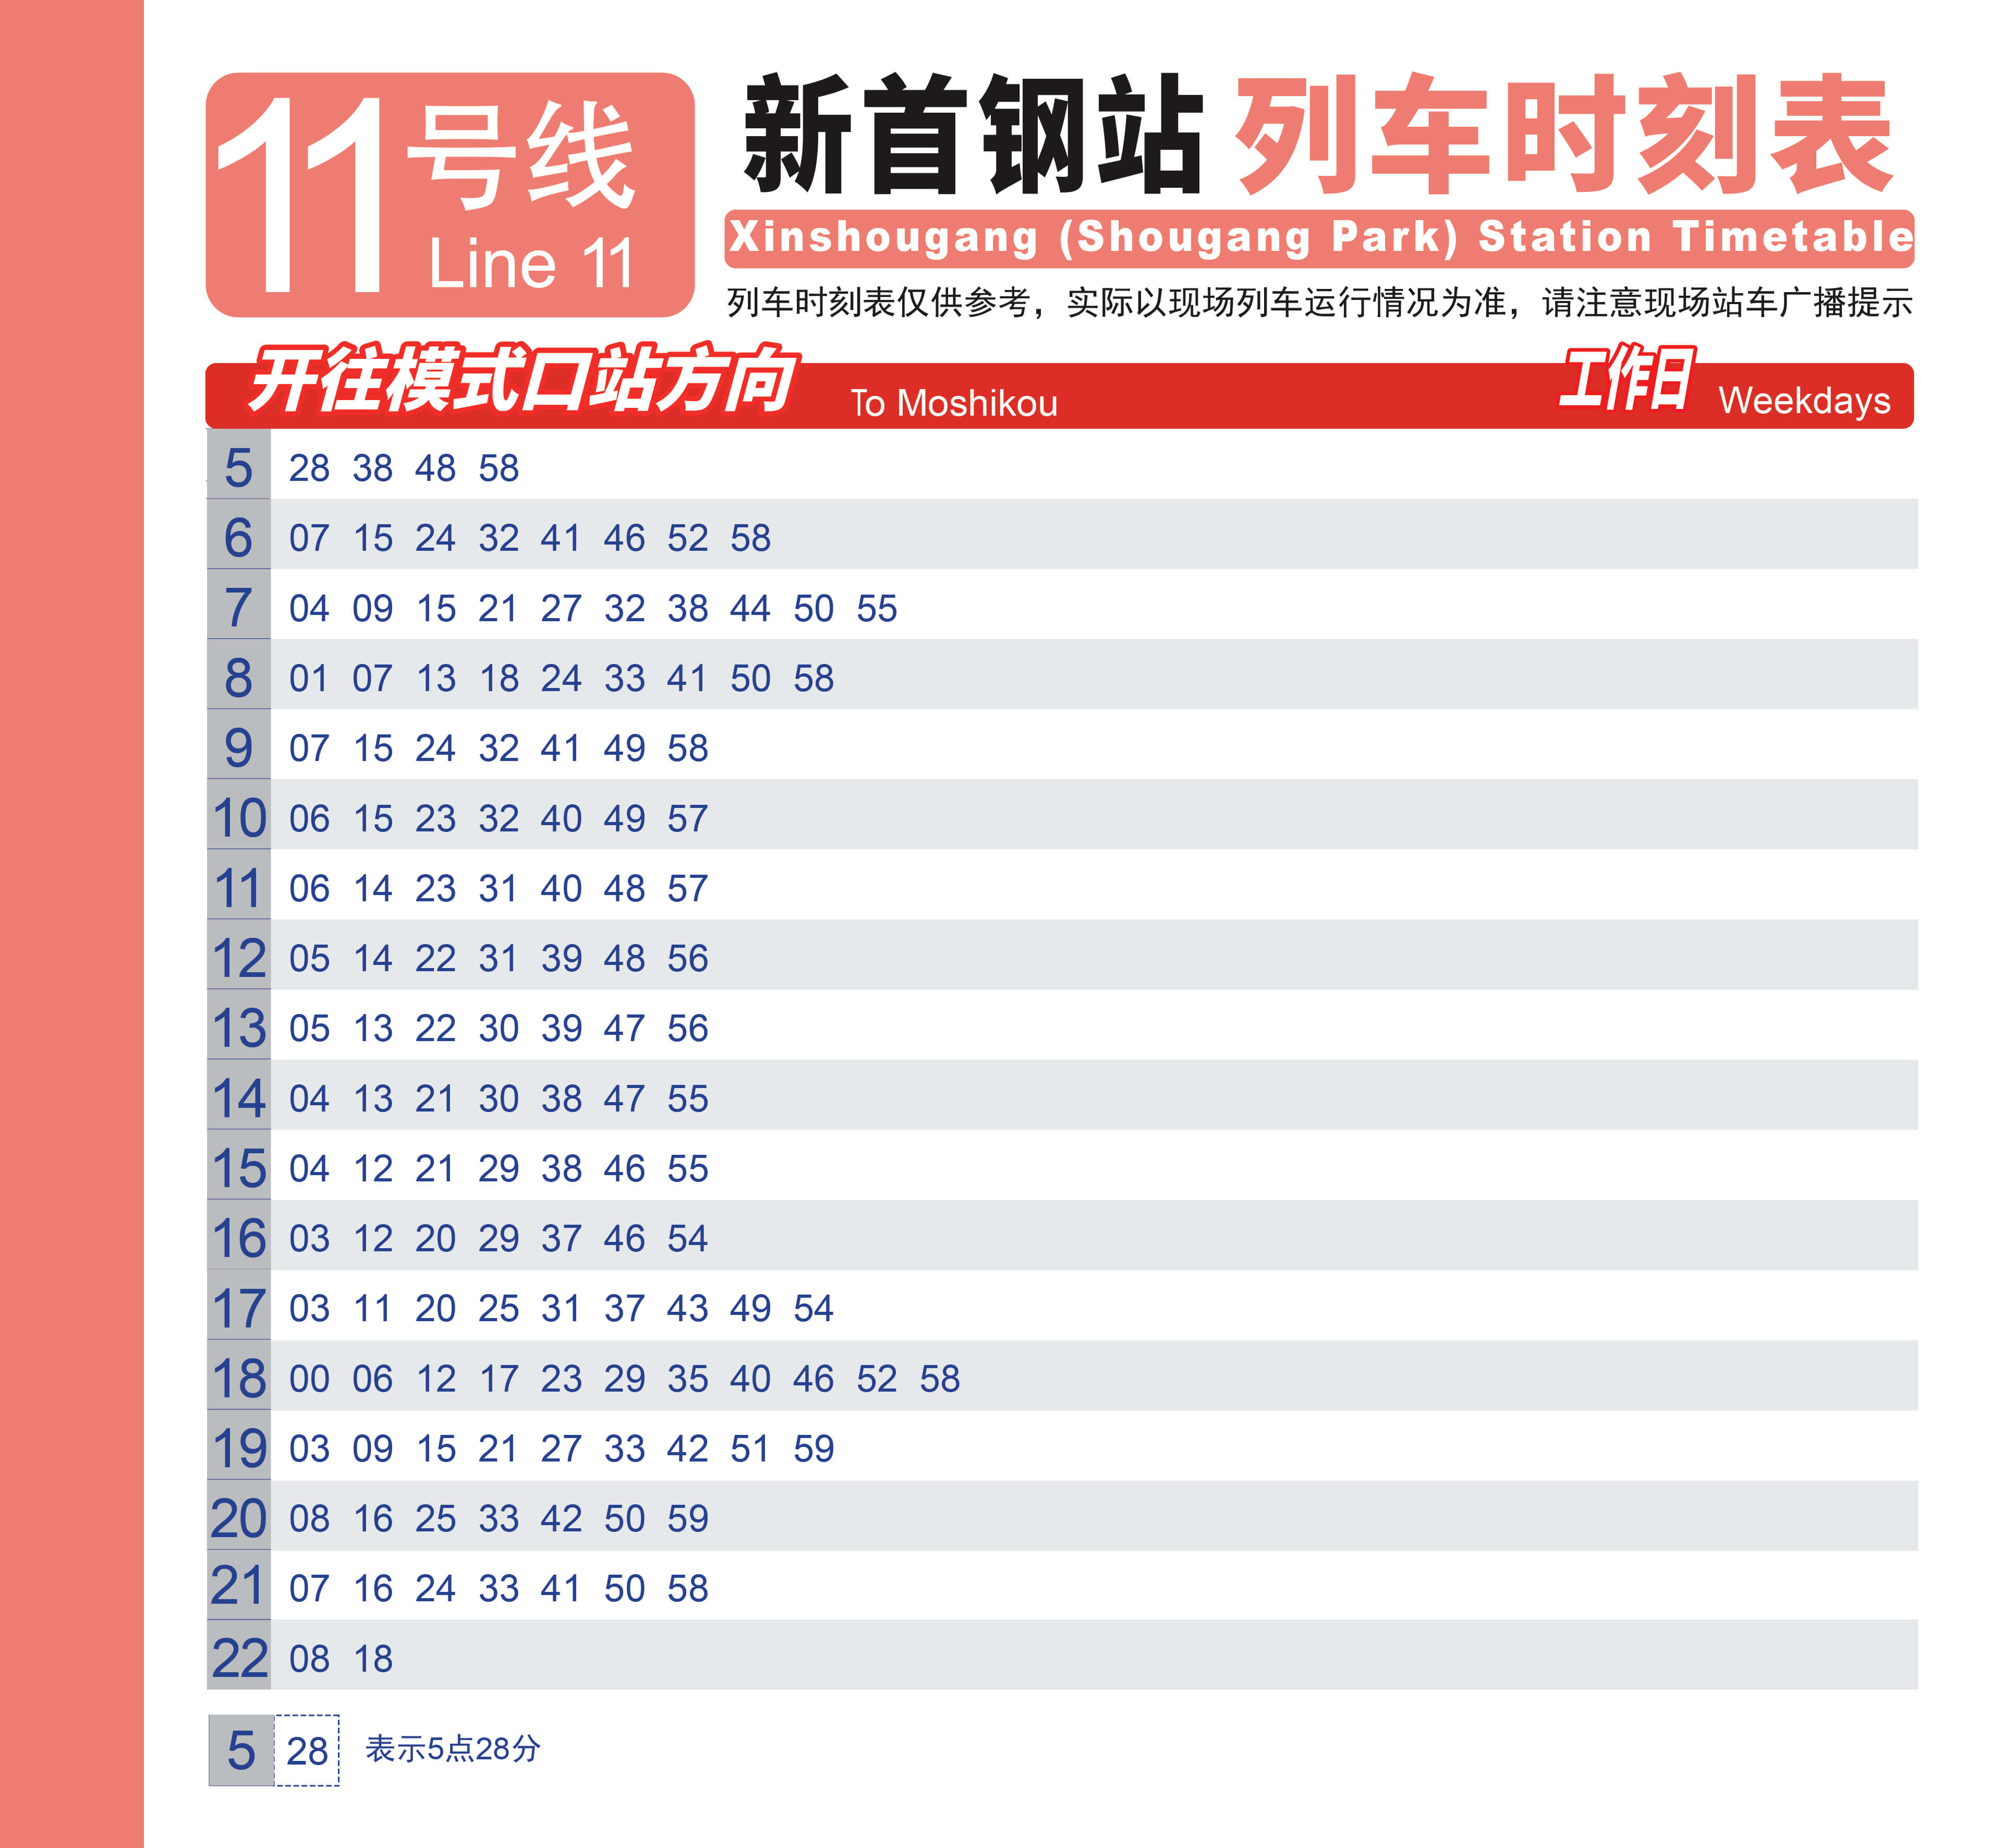 11号线
Line 11
新首钢站 列车时刻表
Xinshougang (Shougang Park) Station Timetable
列车时刻表仅供参考，实际以现场列车运行情况为准，请注意现场站车广播提示
开往模式口站方向 To Moshikou 工作日 Weekdays
5 28 38 48 58
6 07 15 24 32 41 46 52 58
7 04 09 15 21 27 32 38 44 50 55
8 01 07 13 18 24 33 41 50 58
9 07 15 24 32 41 49 58
10 06 15 23 32 40 49 57
11 06 14 23 31 40 48 57
12 05 14 22 31 39 48 56
13 05 13 22 30 39 47 56
14 04 13 21 30 38 47 55
15 04 12 21 29 38 46 55
16 03 12 20 29 37 46 54
17 03 11 20 25 31 37 43 49 54
18 00 06 12 17 23 29 35 40 46 52 58
19 03 09 15 21 27 33 42 51 59
20 08 16 25 33 42 50 59
21 07 16 24 33 41 50 58
22 08 18
5 28 表示5点28分